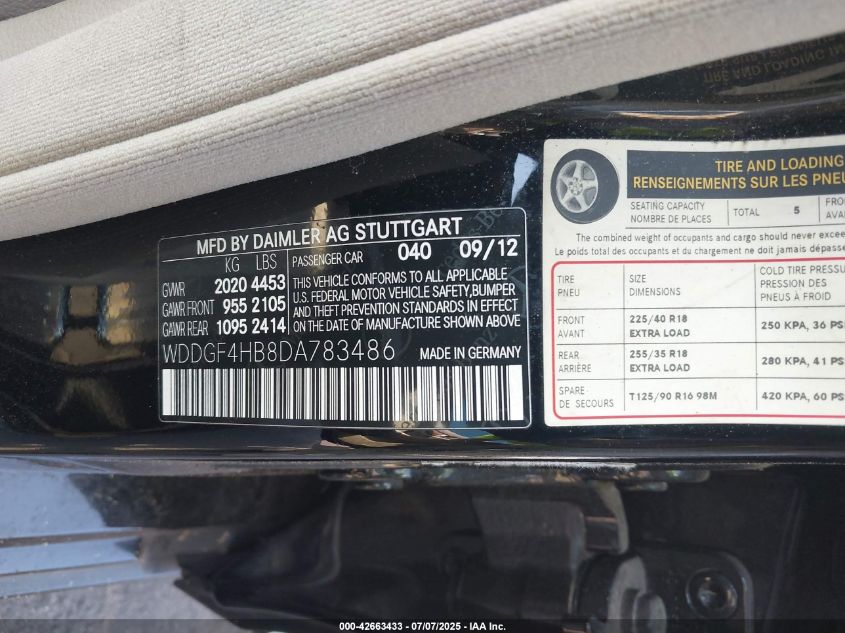 MFD BY DAIMLER AG STUTTGART
KG LBS PASSENGER CAR 040 09/12
GVWR 2020 4453
GAWR FRONT 955 2105
GAWR REAR 1095 2414
THIS VEHICLE CONFORMS TO ALL APPLICABLE
U.S. FEDERAL MOTOR VEHICLE SAFETY,BUMPER
AND THEFT PREVENTION STANDARDS IN EFFECT
ON THE DATE OF MANUFACTURE SHOWN ABOVE
WDDGF4HB8DA783486 MADE IN GERMANY
TIRE AND LOADING
RENSEIGNEMENTS SUR LES PNEU
SEATING CAPACITY
NOMBRE DE PLACES
TOTAL 5
FRO
AVA
The combined weight of occupants and cargo should never excee
Le poids total des occupants et du chargement ne doit jamais dépasse
TIRE
PNEU
SIZE
DIMENSIONS
COLD TIRE PRESSU
PRESSION DES
PNEUS À FROID
FRONT
AVANT
225/40 R18
EXTRA LOAD
250 KPA, 36 PS
REAR
ARRIÈRE
255/35 R18
EXTRA LOAD
280 KPA, 41 PS
SPARE
DE SECOURS
T125/90 R16 98M
420 KPA, 60 PS
000-42663433 - 07/07/2025 - IAA Inc.